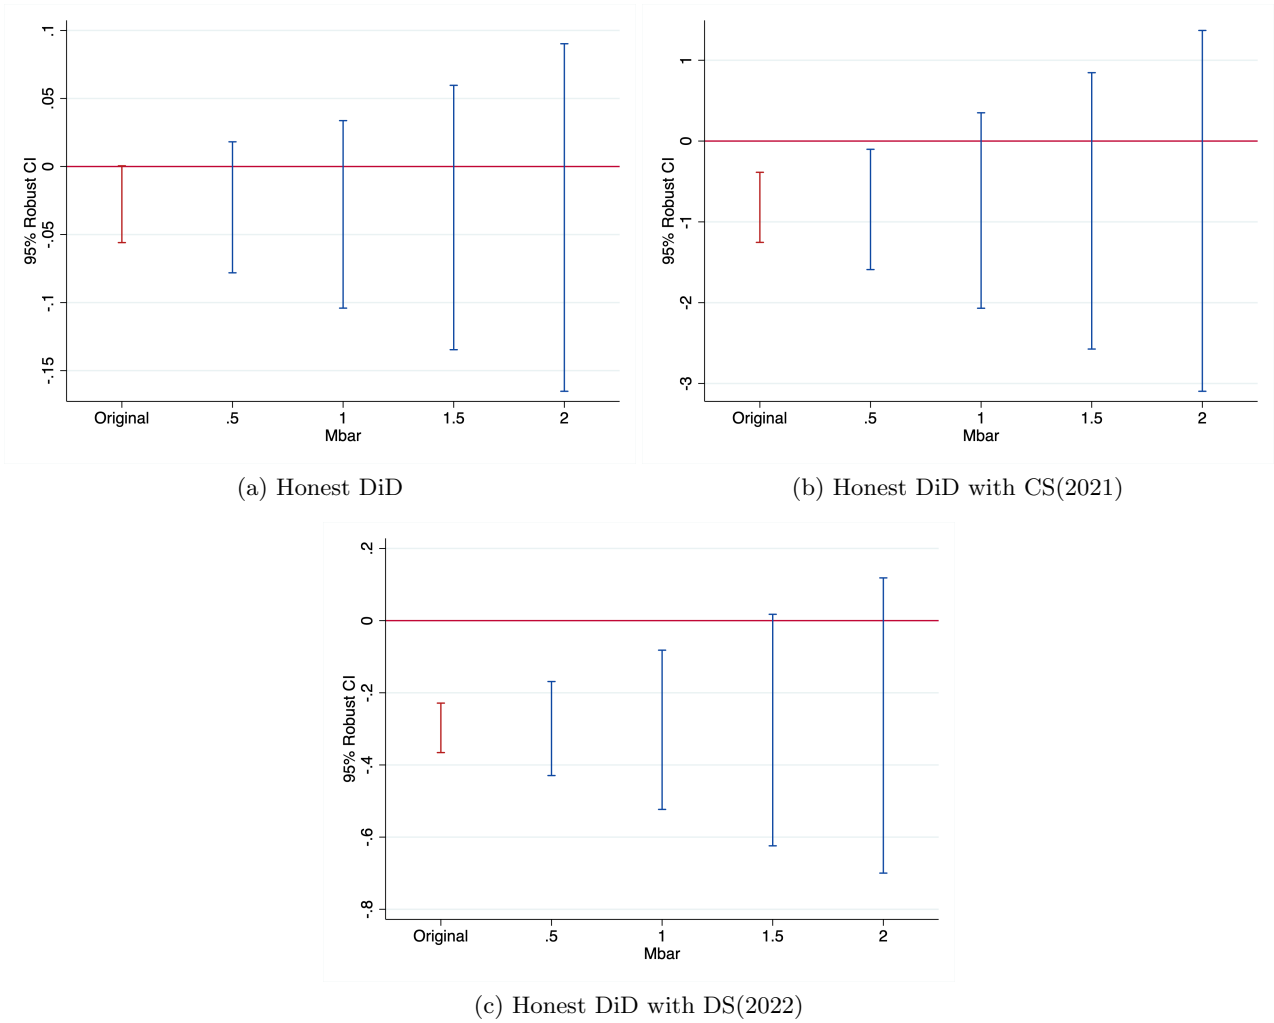 95% Robust CI
.1
.05
0
-.05
-.1
-.15
Original .5 1 1.5 2
Mbar
(a) Honest DiD
95% Robust CI
1
0
-1
-2
-3
Original .5 1 1.5 2
Mbar
(b) Honest DiD with CS(2021)
95% Robust CI
.2
0
-.2
-.4
-.6
-.8
Original .5 1 1.5 2
Mbar
(c) Honest DiD with DS(2022)